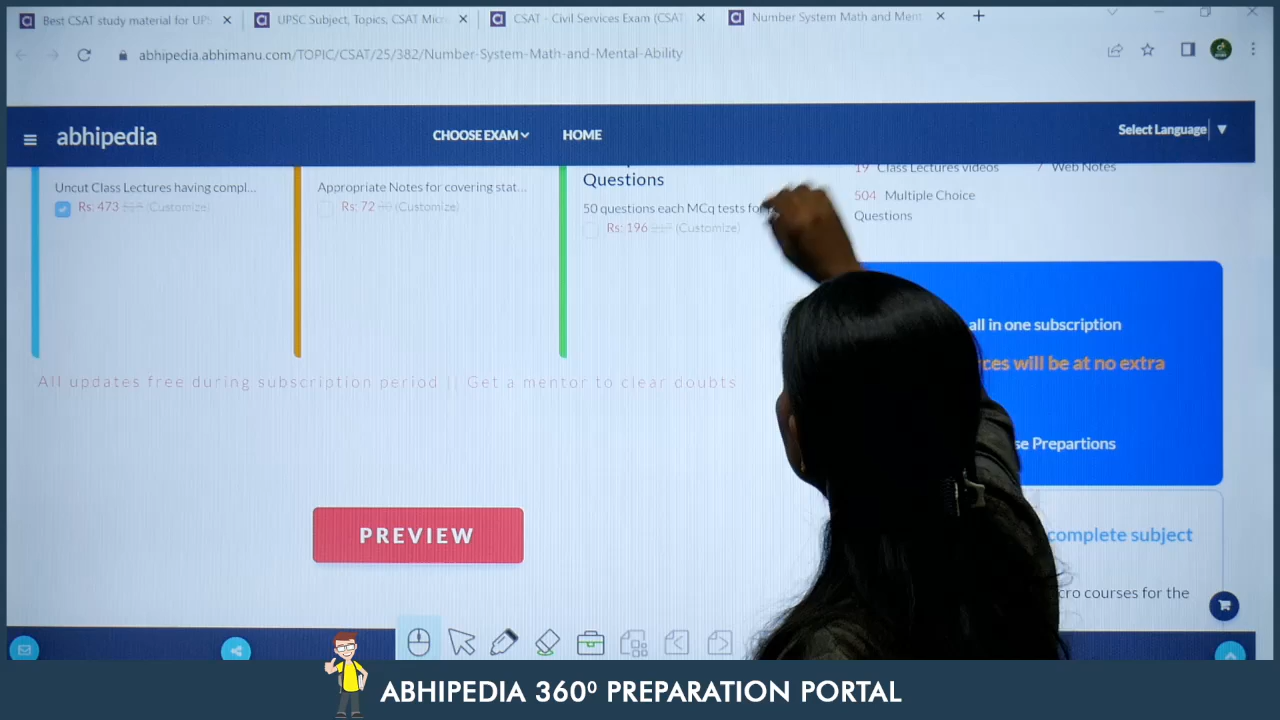 Best CSAT study material for UPS
UPSC Subject, Topics, CSAT Micr
CSAT - Civil Services Exam (CSAT
Number System Math and Ment
abhipedia.abhimanu.com/TOPIC/CSAT/25/382/Number-System-Math-and-Mental-Ability
abhipedia
CHOOSE EXAM
HOME
Select Language
Uncut Class Lectures having compl...
Rs: 473 (Customize)
Appropriate Notes for covering stat...
Rs: 72 (Customize)
Questions
50 questions each MCq tests fo
Rs: 196 (Customize)
19 Class Lectures videos
7 Web Notes
504 Multiple Choice
Questions
all in one subscription
ces will be at no extra
se Prepartions
All updates free during subscription period || Get a mentor to clear doubts
PREVIEW
complete subject
cro courses for the
ABHIPEDIA 360⁰ PREPARATION PORTAL